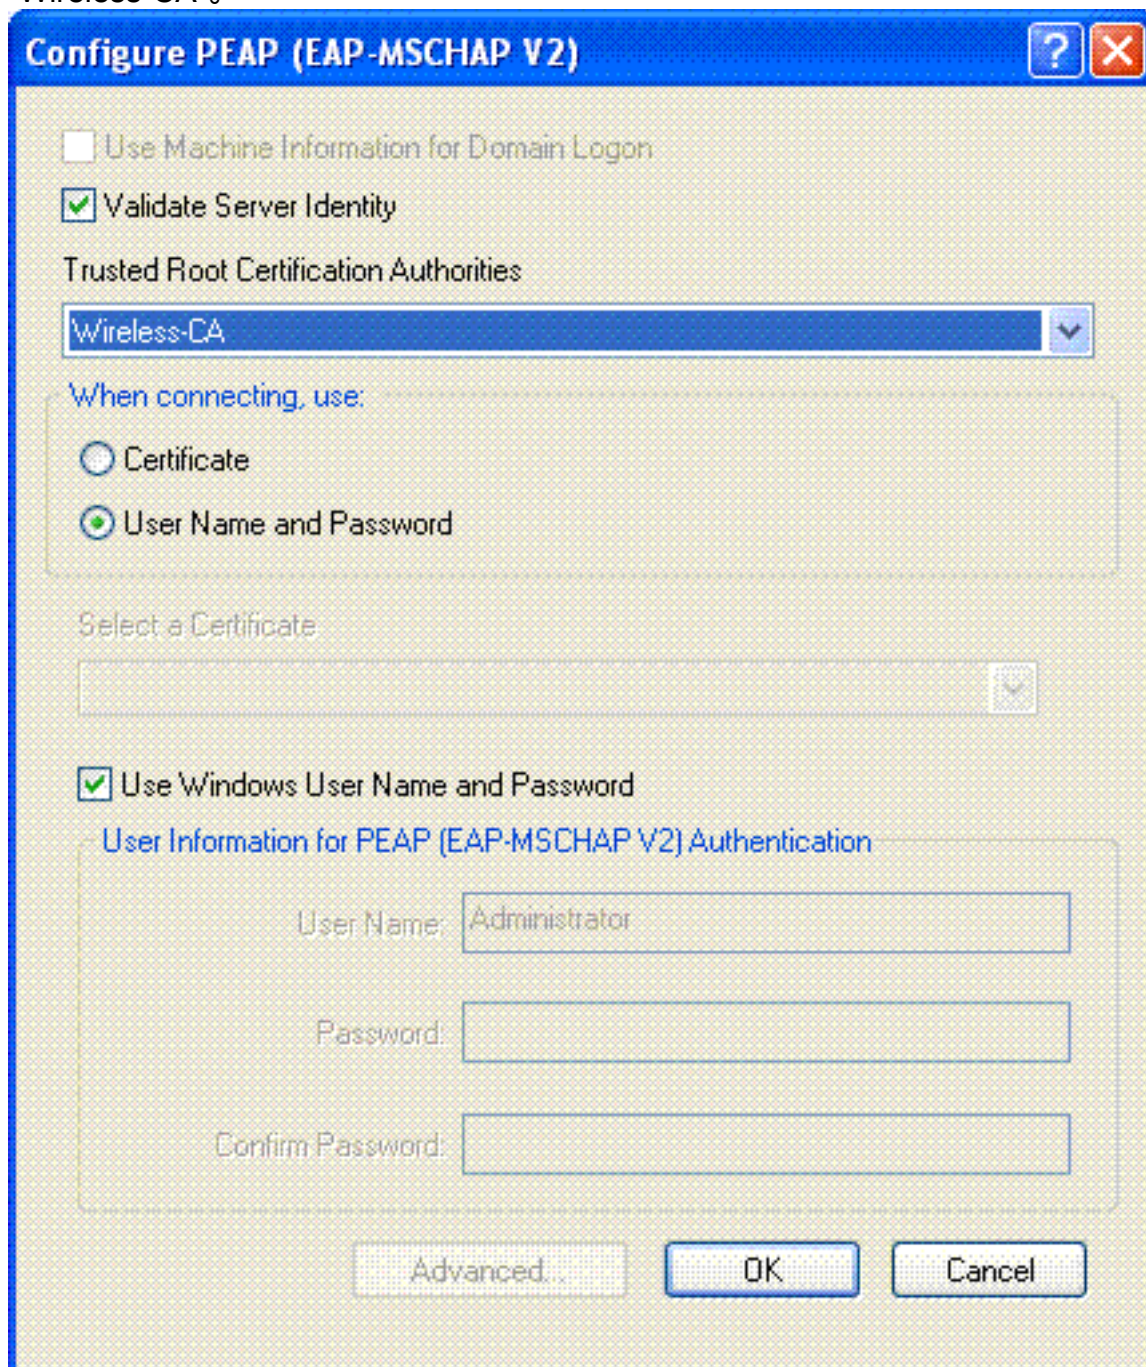 Wireless-CA 。
Configure PEAP (EAP-MSCHAP V2)
Use Machine Information for Domain Logon
Validate Server Identity
Trusted Root Certification Authorities
Wireless-CA
When connecting, use:
Certificate
User Name and Password
Select a Certificate
Use Windows User Name and Password
User Information for PEAP (EAP-MSCHAP V2) Authentication
User Name: Administrator
Password:
Confirm Password:
Advanced... OK Cancel